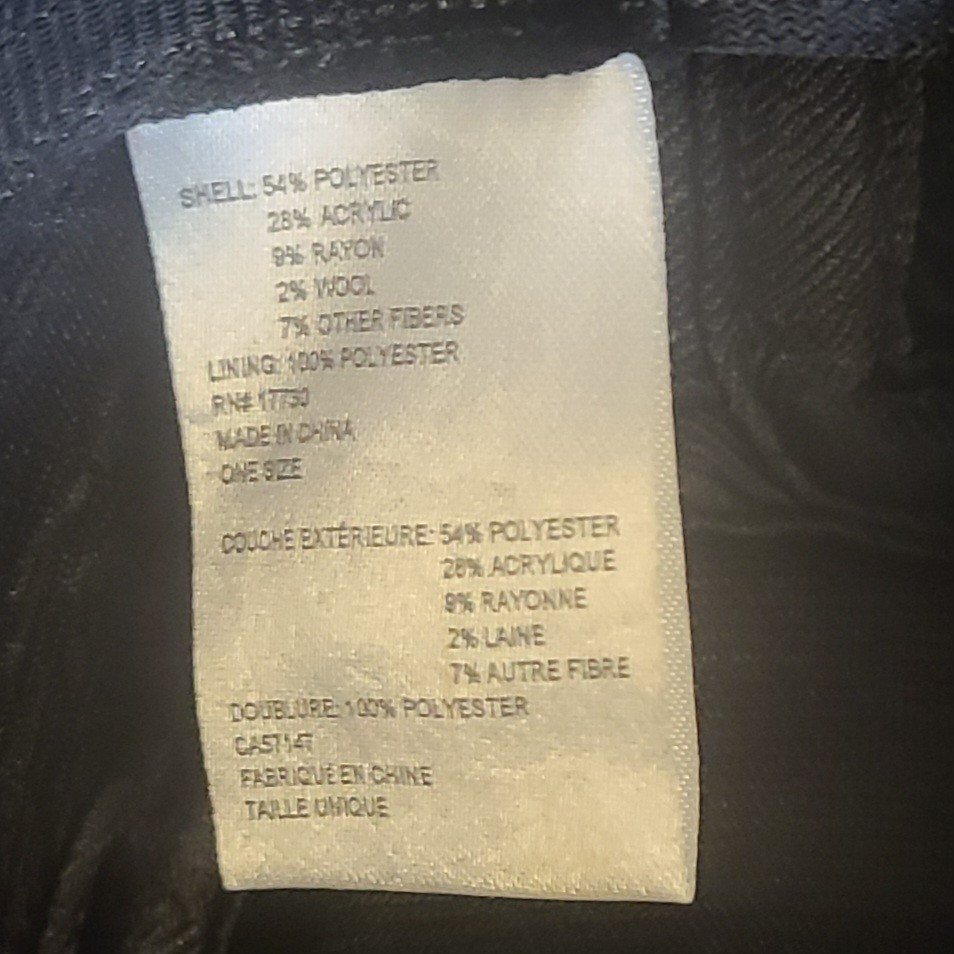 SHELL: 54% POLYESTER
28% ACRYLIC
9% RAYON
2% WOOL
7% OTHER FIBERS
LINING: 100% POLYESTER
RN# 17730
MADE IN CHINA
ONE SIZE
COUCHE EXTÉRIEURE: 54% POLYESTER
28% ACRYLIQUE
9% RAYONNE
2% LAINE
7% AUTRE FIBRE
DOUBLURE: 100% POLYESTER
CA57147
FABRIQUÉ EN CHINE
TAILLE UNIQUE